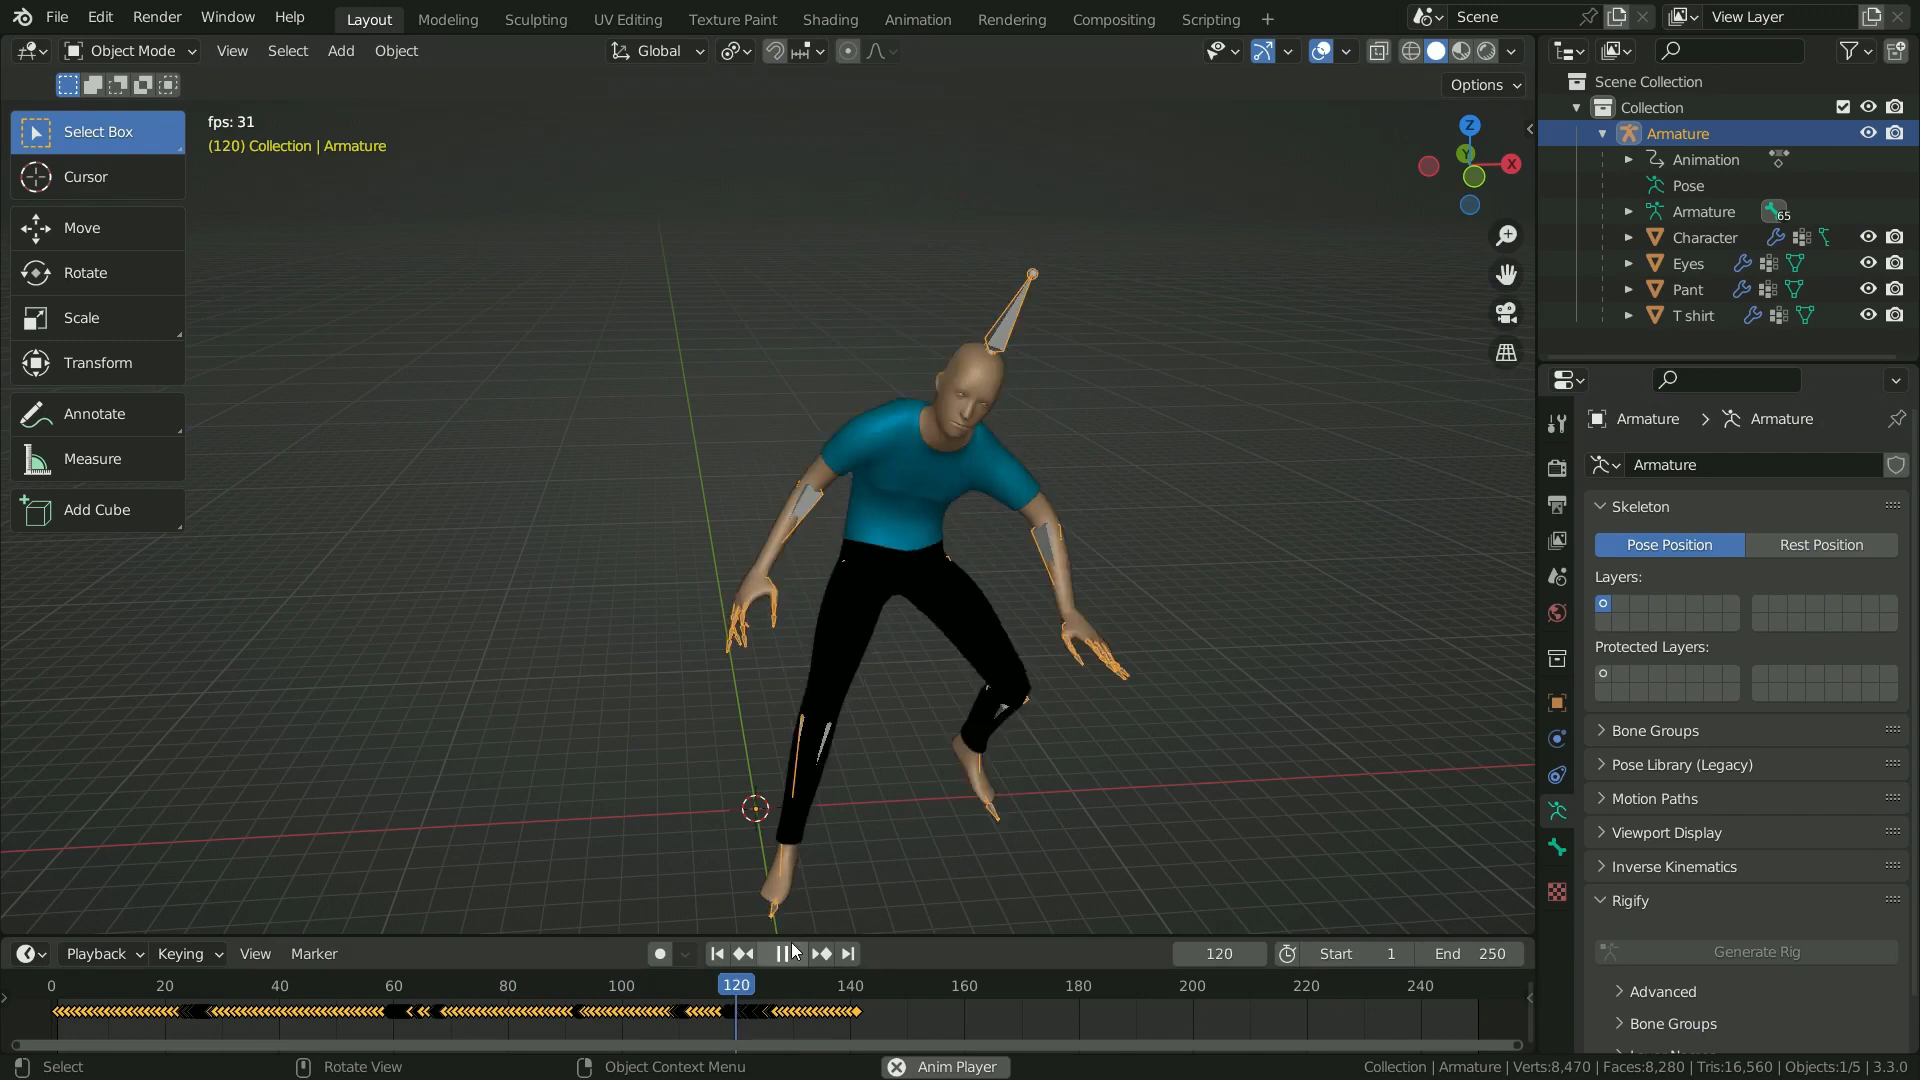 File Edit Render Window Help Layout Modeling Sculpting UV Editing Texture Paint Shading Animation Rendering Compositing Scripting Scene View Layer
Object Mode View Select Add Object Global
Options
Select Box
Cursor
Move
Rotate
Scale
Transform
Annotate
Measure
Add Cube
fps: 31
(120) Collection | Armature
Z
Y
X
Scene Collection
Collection
Armature
Animation
Pose
Armature 65
Character
Eyes
Pant
T shirt
Armature Armature
Armature
Skeleton
Pose Position Rest Position
Layers:
Protected Layers:
Bone Groups
Pose Library (Legacy)
Motion Paths
Viewport Display
Inverse Kinematics
Rigify
Generate Rig
Advanced
Bone Groups
Playback Keying View Marker 120 Start 1 End 250
0 20 40 60 80 100 120 140 160 180 200 220 240
Select Rotate View Object Context Menu Anim Player Collection | Armature | Verts:8,470 | Faces:8,280 | Tris:16,560 | Objects:1/5 | 3.3.0